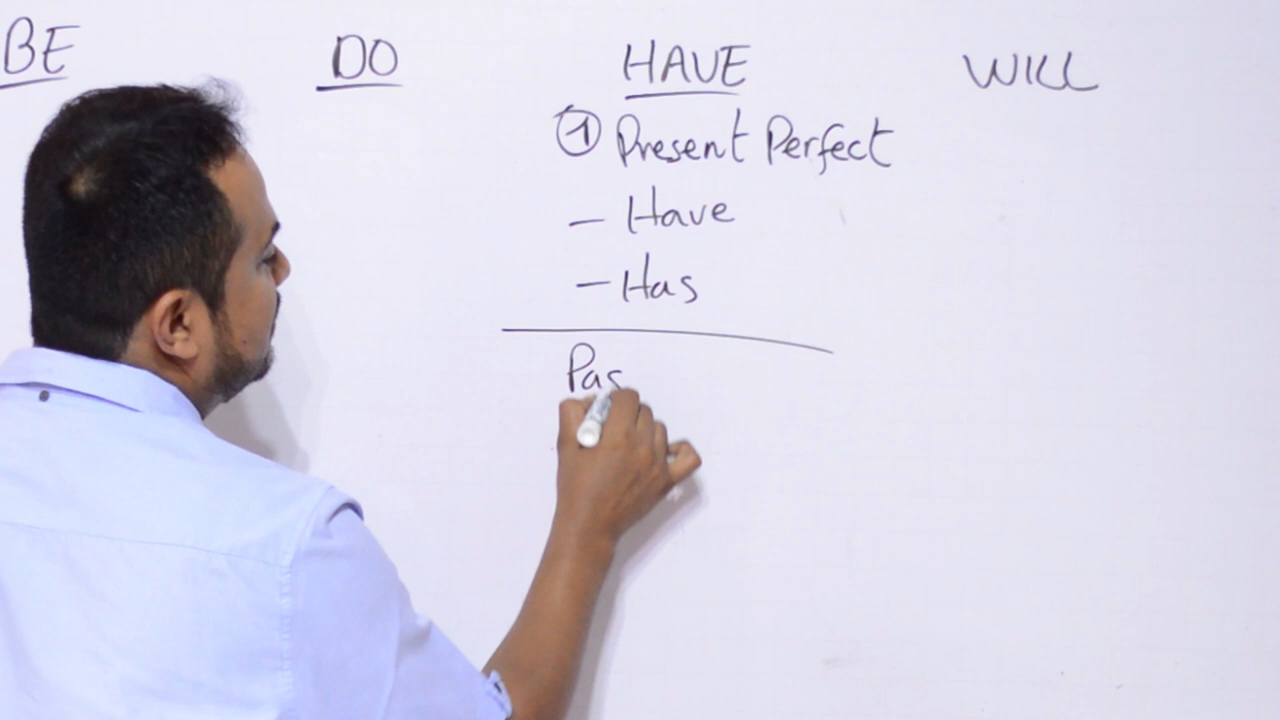 BE DO HAVE WILL
① Present Perfect
- Have
- Has
Pas